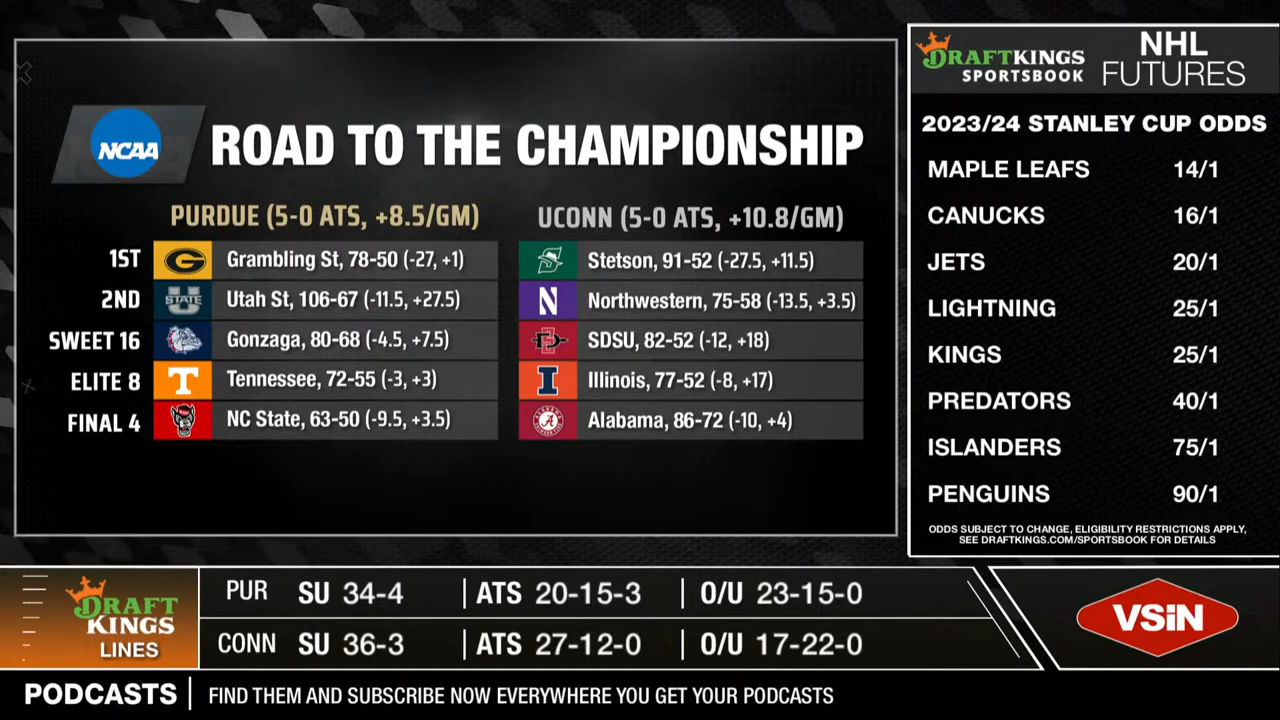 NCAA
ROAD TO THE CHAMPIONSHIP
PURDUE (5-0 ATS, +8.5/GM)
UCONN (5-0 ATS, +10.8/GM)
1ST G Grambling St, 78-50 (-27, +1) S Stetson, 91-52 (-27.5, +11.5)
2ND U STATE Utah St, 106-67 (-11.5, +27.5) N Northwestern, 75-58 (-13.5, +3.5)
SWEET 16 Gonzaga, 80-68 (-4.5, +7.5) SD SDSU, 82-52 (-12, +18)
ELITE 8 T Tennessee, 72-55 (-3, +3) I Illinois, 77-52 (-8, +17)
FINAL 4 NC State, 63-50 (-9.5, +3.5) A Alabama, 86-72 (-10, +4)
DRAFTKINGS
SPORTSBOOK
NHL
FUTURES
2023/24 STANLEY CUP ODDS
MAPLE LEAFS 14/1
CANUCKS 16/1
JETS 20/1
LIGHTNING 25/1
KINGS 25/1
PREDATORS 40/1
ISLANDERS 75/1
PENGUINS 90/1
ODDS SUBJECT TO CHANGE, ELIGIBILITY RESTRICTIONS APPLY,
SEE DRAFTKINGS.COM/SPORTSBOOK FOR DETAILS
DRAFT
KINGS
LINES
PUR SU 34-4 | ATS 20-15-3 | O/U 23-15-0
CONN SU 36-3 | ATS 27-12-0 | O/U 17-22-0
VSiN
PODCASTS | FIND THEM AND SUBSCRIBE NOW EVERYWHERE YOU GET YOUR PODCASTS